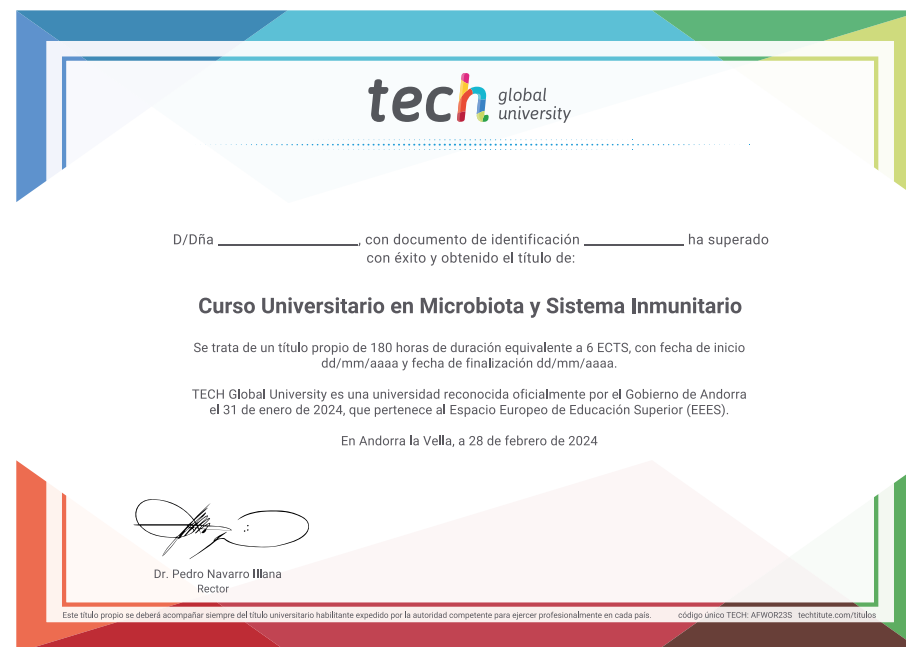 tech global
university
D/Dña ______________, con documento de identificación __________ ha superado
con éxito y obtenido el título de:
Curso Universitario en Microbiota y Sistema Inmunitario
Se trata de un título propio de 180 horas de duración equivalente a 6 ECTS, con fecha de inicio
dd/mm/aaaa y fecha de finalización dd/mm/aaaa.
TECH Global University es una universidad reconocida oficialmente por el Gobierno de Andorra
el 31 de enero de 2024, que pertenece al Espacio Europeo de Educación Superior (EEES).
En Andorra la Vella, a 28 de febrero de 2024
Dr. Pedro Navarro Illana
Rector
Este título propio se deberá acompañar siempre del título universitario habilitante expedido por la autoridad competente para ejercer profesionalmente en cada país. código único TECH: AFWOR23S techtitute.com/titulos